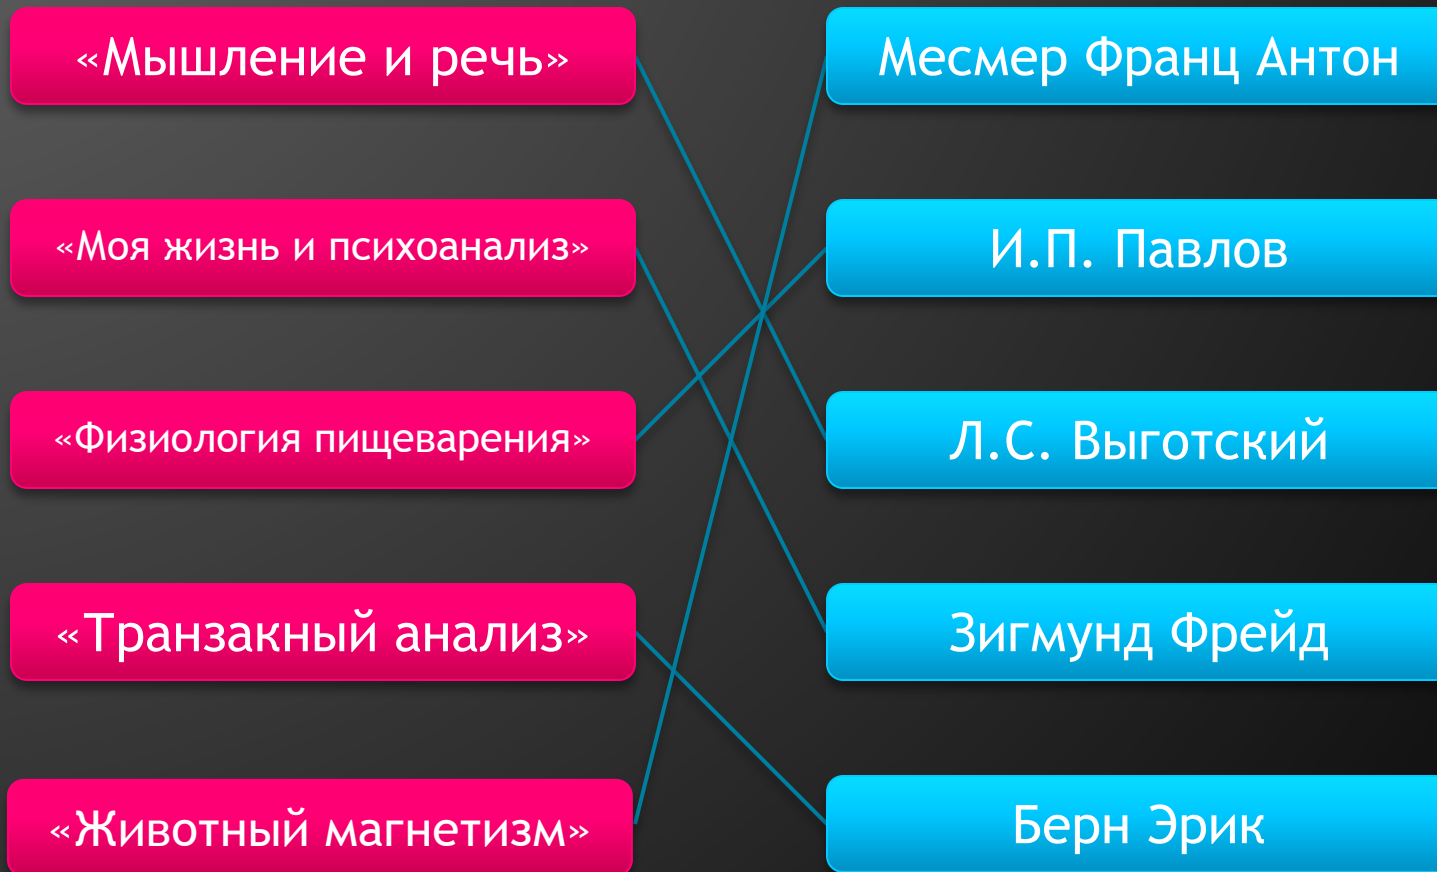 «Мышление и речь»
Месмер Франц Антон
«Моя жизнь и психоанализ»
И.П. Павлов
«Физиология пищеварения»
Л.С. Выготский
«Транзакный анализ»
Зигмунд Фрейд
«Животный магнетизм»
Берн Эрик